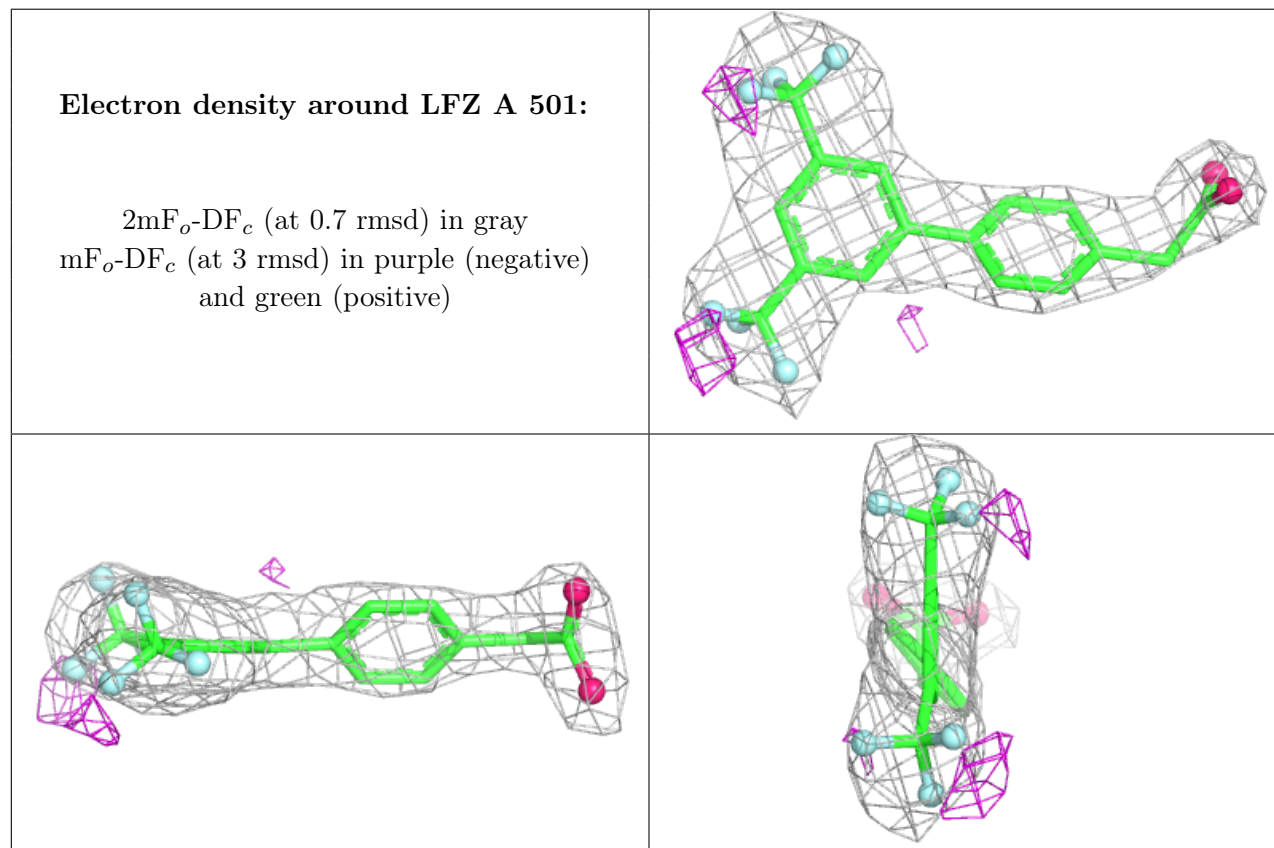 Electron density around LFZ A 501:
2mFₒ-DF𝒸 (at 0.7 rmsd) in gray
mFₒ-DF𝒸 (at 3 rmsd) in purple (negative)
and green (positive)